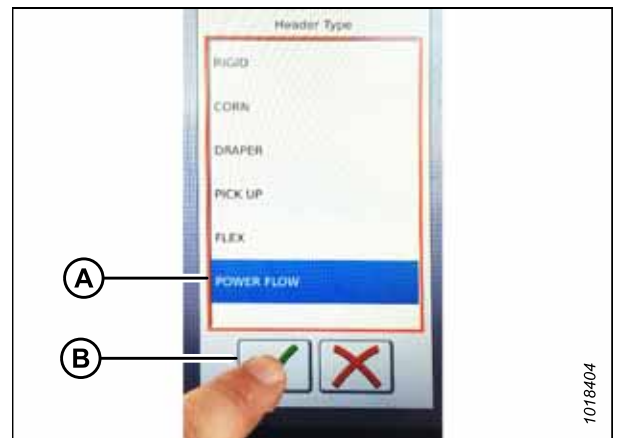 Header Type
RIGID
CORN
DRAPER
PICK UP
FLEX
A
POWER FLOW
B
1018404